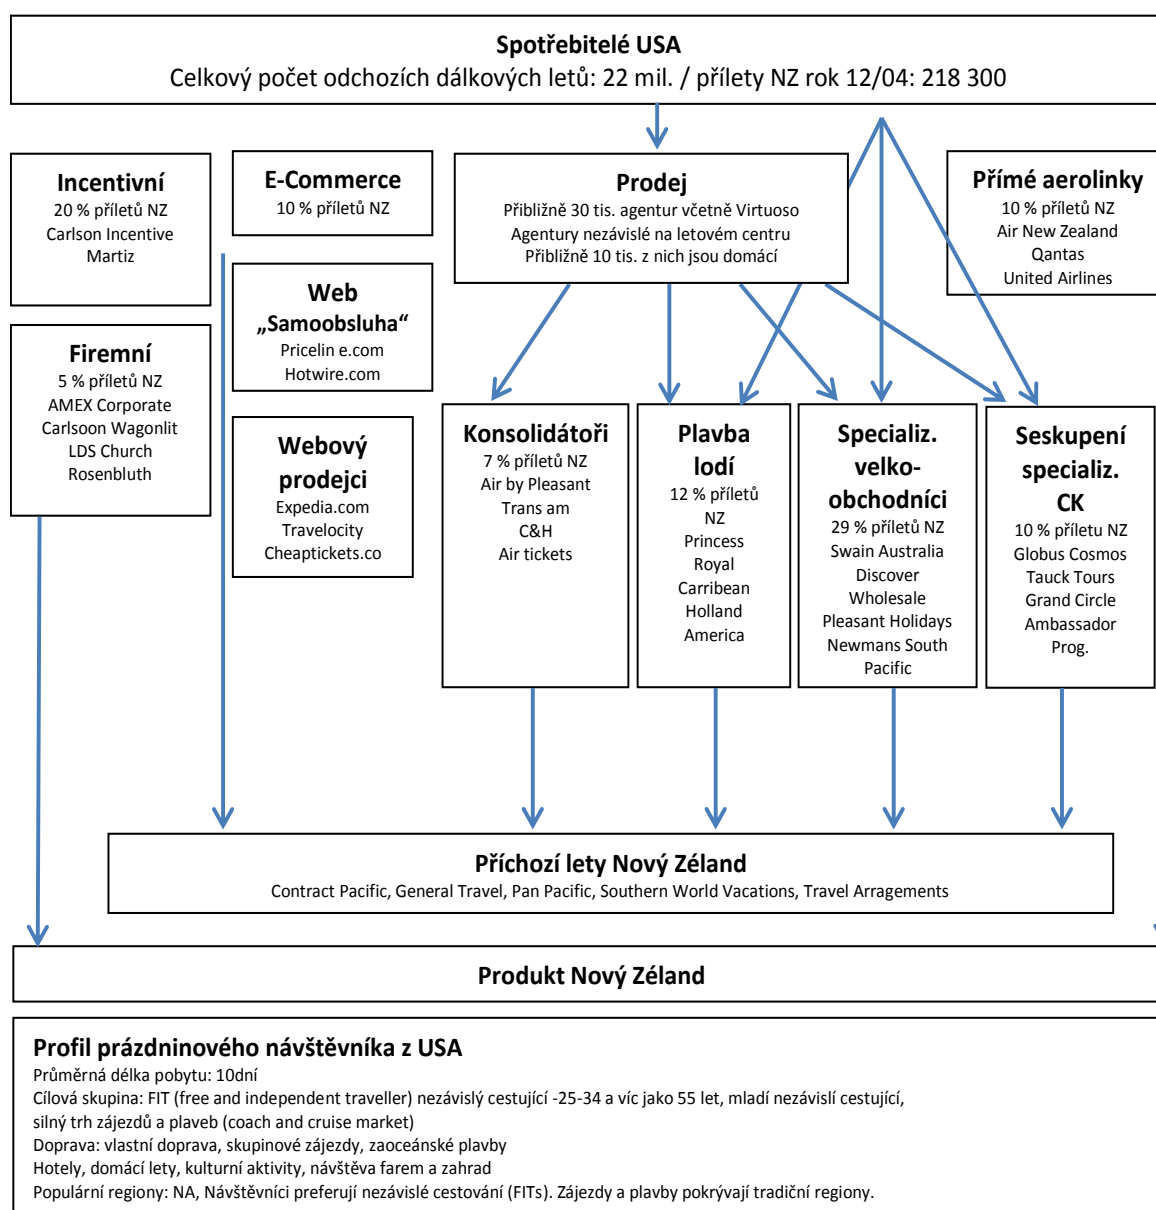 Spotřebitelé USA
Celkový počet odchozích dálkových letů: 22 mil. / přílety NZ rok 12/04: 218 300
Incentivní
20 % příletů NZ
Carlson Incentive
Martiz
E-Commerce
10 % příletů NZ
Prodej
Přibližně 30 tis. agentur včetně Virtuoso
Agentury nezávislé na letovém centru
Přibližně 10 tis. z nich jsou domácí
Přímé aerolinky
10 % příletů NZ
Air New Zealand
Qantas
United Airlines
Web
„Samoobsluha“
Pricelin e.com
Hotwire.com
Firemní
5 % příletů NZ
AMEX Corporate
Carlsoon Wagonlit
LDS Church
Rosenbluth
Webový
prodejci
Expedia.com
Travelocity
Cheaptickets.co
Konsolidátoři
7 % příletů NZ
Air by Pleasant
Trans am
C&H
Air tickets
Plavba
lodí
12 % příletů
NZ
Princess
Royal
Carribean
Holland
America
Specializ.
velko-
obchodníci
29 % příletů NZ
Swain Australia
Discover
Wholesale
Pleasant Holidays
Newmans South
Pacific
Seskupení
specializ.
CK
10 % příletu NZ
Globus Cosmos
Tauck Tours
Grand Circle
Ambassador
Prog.
Příchozí lety Nový Zéland
Contract Pacific, General Travel, Pan Pacific, Southern World Vacations, Travel Arragements
Produkt Nový Zéland
Profil prázdninového návštěvníka z USA
Průměrná délka pobytu: 10dní
Cílová skupina: FIT (free and independent traveller) nezávislý cestující -25-34 a víc jako 55 let, mladí nezávislí cestující,
silný trh zájezdů a plaveb (coach and cruise market)
Doprava: vlastní doprava, skupinové zájezdy, zaoceánské plavby
Hotely, domácí lety, kulturní aktivity, návštěva farem a zahrad
Populární regiony: NA, Návštěvníci preferují nezávislé cestování (FITs). Zájezdy a plavby pokrývají tradiční regiony.